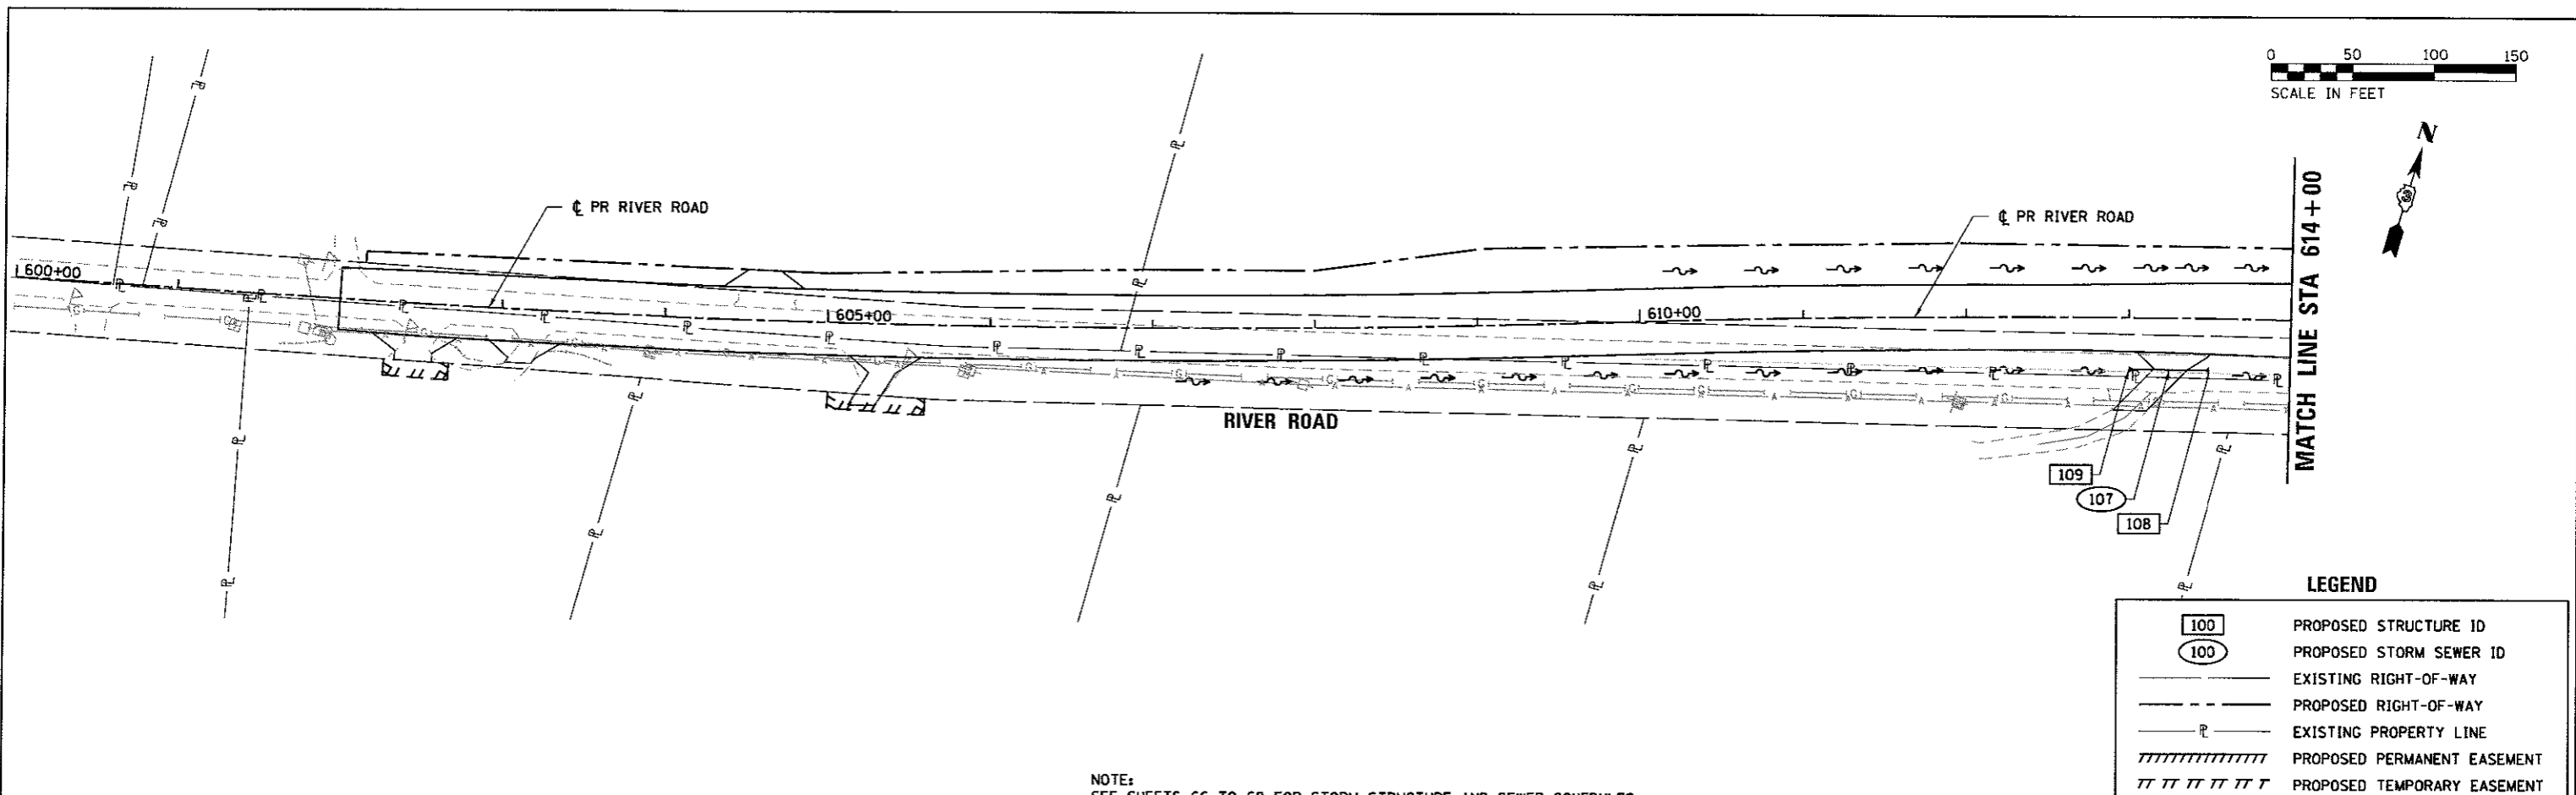 0 50 100 150
SCALE IN FEET
N
℄ PR RIVER ROAD
℄ PR RIVER ROAD
MATCH LINE STA 614+00
600+00
605+00
610+00
RIVER ROAD
109
107
108
LEGEND
100 PROPOSED STRUCTURE ID
100 PROPOSED STORM SEWER ID
EXISTING RIGHT-OF-WAY
PROPOSED RIGHT-OF-WAY
EXISTING PROPERTY LINE
PROPOSED PERMANENT EASEMENT
PROPOSED TEMPORARY EASEMENT
NOTE: